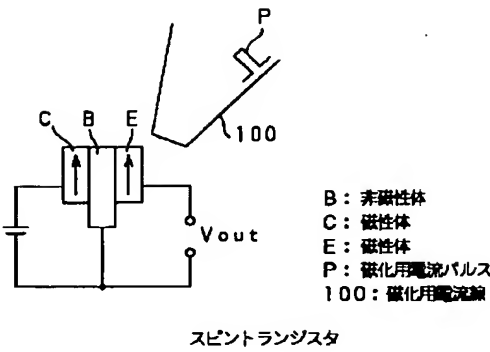 P
C B E
100
Vout
B：非磁性体
C：磁性体
E：磁性体
P：磁化用電流パルス
100：磁化用電流線
スピントランジスタ